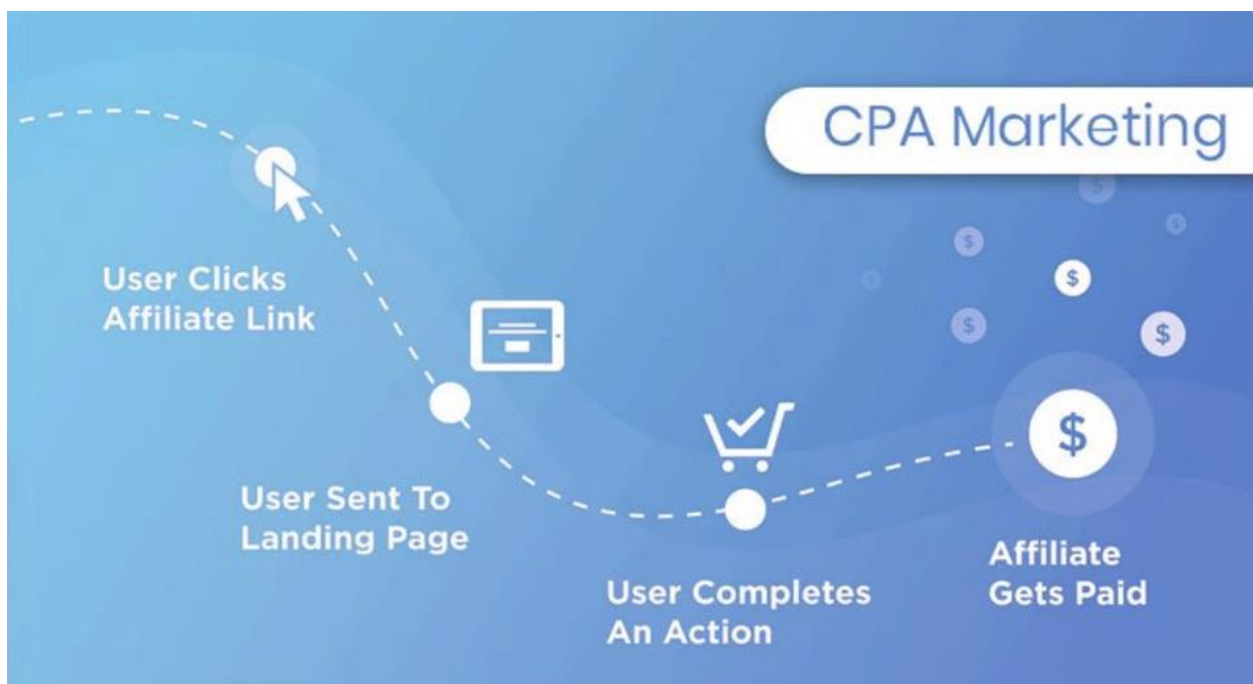 CPA Marketing
User Clicks
Affiliate Link
User Sent To
Landing Page
User Completes
An Action
Affiliate
Gets Paid
$
$
$
$
$
$
$